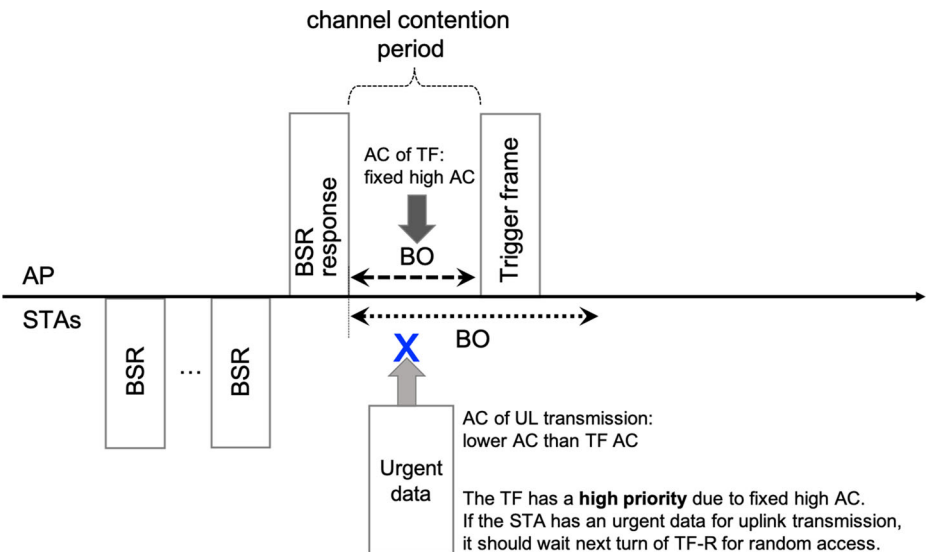 channel contention
period
AC of TF:
fixed high AC
BSR
response
Trigger frame
BO
AP
STAs
BO
X
BSR
...
BSR
AC of UL transmission:
lower AC than TF AC
Urgent
data
The TF has a high priority due to fixed high AC.
If the STA has an urgent data for uplink transmission,
it should wait next turn of TF-R for random access.